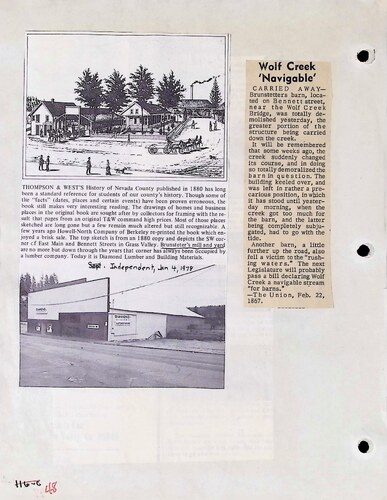 THOMPSON & WEST'S History of Nevada County published in 1880 has long
been a standard reference for students of our county's history. Though some of
the "facts" (dates, places and certain events) have been proven erroneous, the
book still makes very interesting reading. The drawings of homes and business
places in the original book are sought after by collectors for framing with the re-
sult that pages from an original T&W command high prices. Most of those places
sketched are long gone but a few remain much altered but still recognizable. A
few years ago Howell-North Company of Berkeley re-printed the book which en-
joyed a brisk sale. The top sketch is from an 1880 copy and depicts the SW cor-
ner of East Main and Bennett Streets in Grass Valley. Brunsteter's mill and yard
are no more but down through the years that corner has always been occupied by
a lumber company. Today it is Diamond Lumber and Building Materials.
Independent, Jan 4, 1978
Wolf Creek
'Navigable'
CARRIED AWAY—
Brunstetters barn, loca-
ted on Bennett street,
near the Wolf Creek
Bridge, was totally de-
molished yesterday, the
greater portion of the
structure being carried
down the creek.
It will be remembered
that some weeks ago, the
creek suddenly changed
its course, and in doing
so totally demoralized the
barn in question. The
building keeled over, and
was left in rather a pre-
carious position, in which
it has stood until yester-
day morning, when the
creek got too much for
the barn, and the latter
being completely subju-
gated, had to go with the
tide.
Another barn, a little
further up the road, also
fell a victim to the "rush-
ing waters." The next
Legislature will probably
pass a bill declaring Wolf
Creek a navigable stream
"for barns."
—The Union, Feb. 22,
1867.
H5-6
48